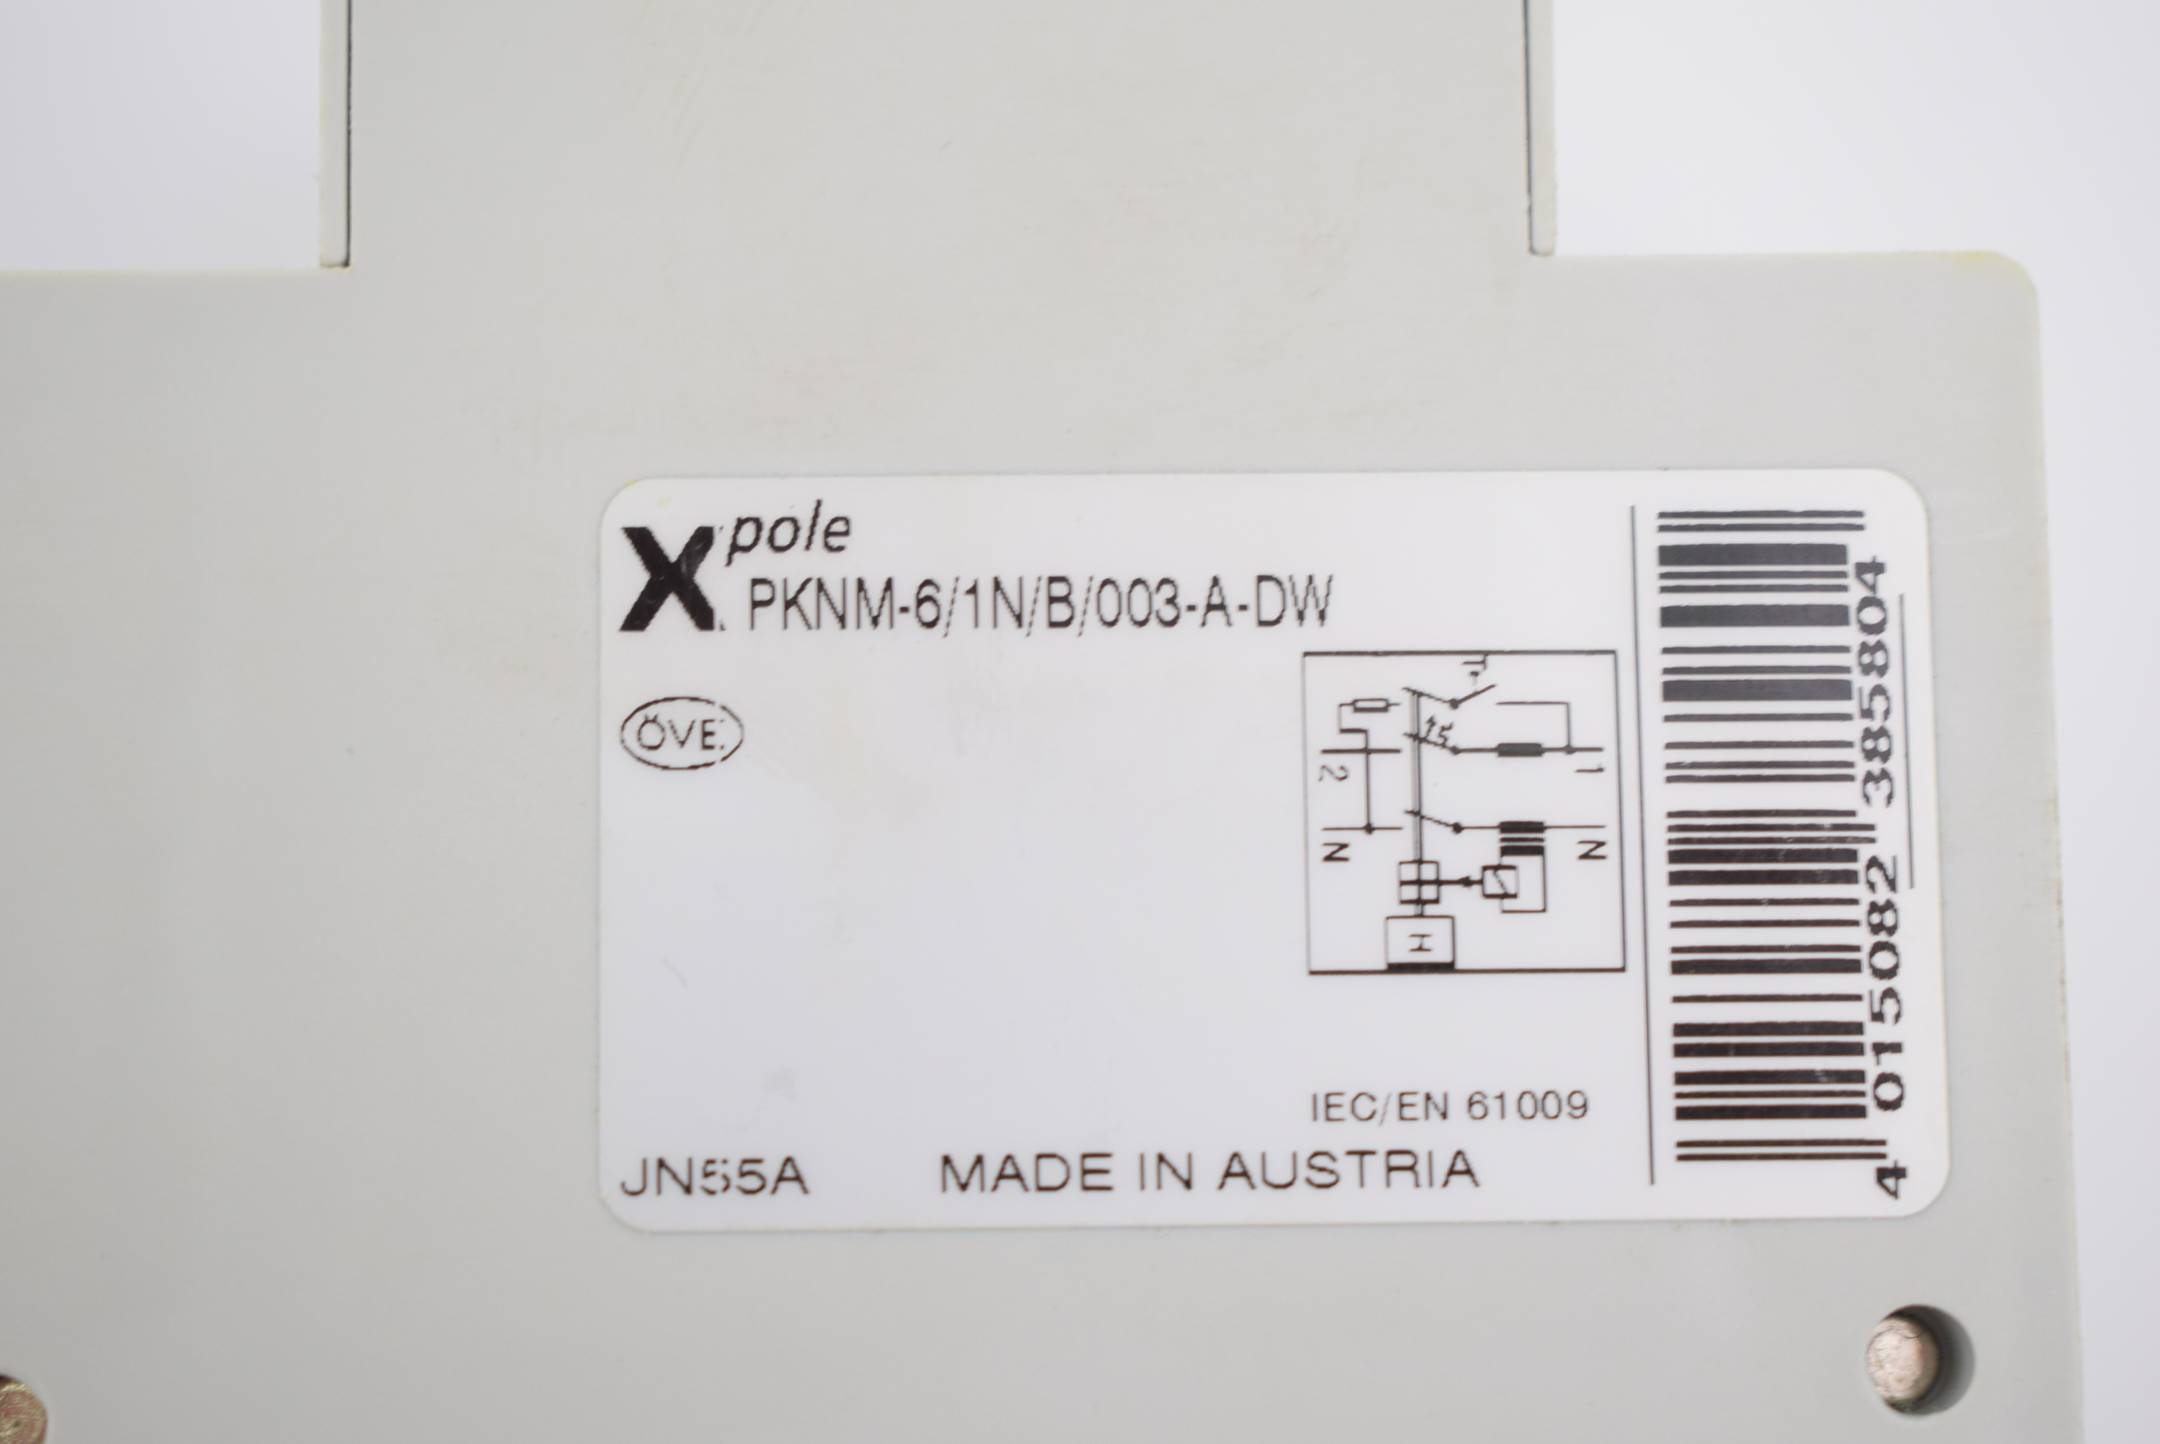 Xpole
PKNM-6/1N/B/003-A-DW
ÖVE
T
2
1
N
N
H
IEC/EN 61009
JN55A MADE IN AUSTRIA
4 015082 385804